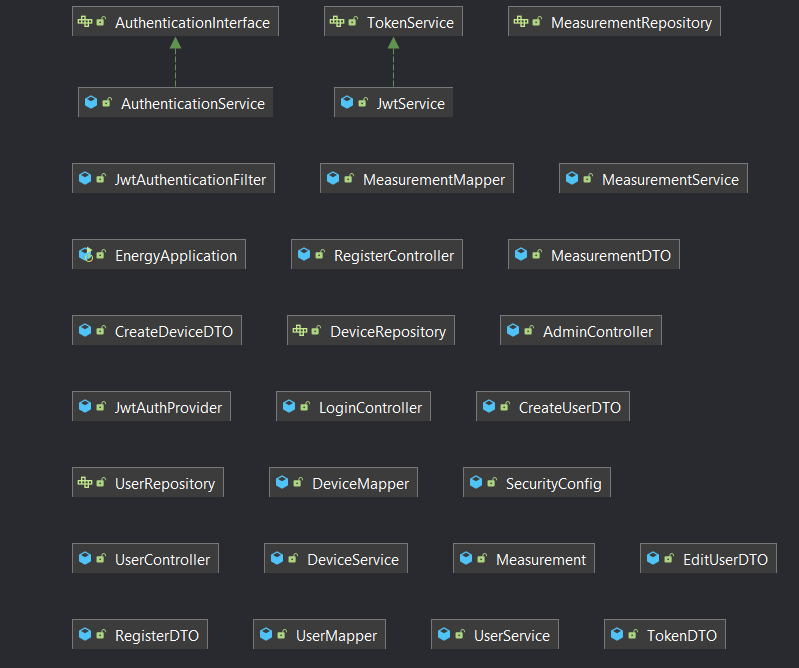 AuthenticationInterface TokenService MeasurementRepository
AuthenticationService JwtService
JwtAuthenticationFilter MeasurementMapper MeasurementService
EnergyApplication RegisterController MeasurementDTO
CreateDeviceDTO DeviceRepository AdminController
JwtAuthProvider LoginController CreateUserDTO
UserRepository DeviceMapper SecurityConfig
UserController DeviceService Measurement EditUserDTO
RegisterDTO UserMapper UserService TokenDTO